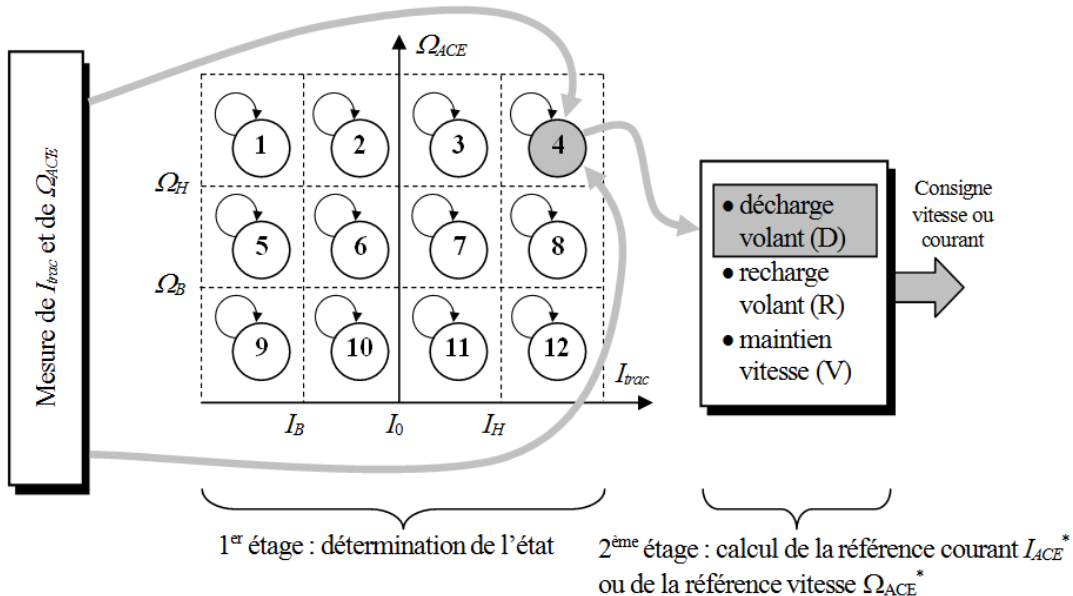 Mesure de I_trac et de Ω_ACE
Ω_ACE
1 2 3 4
Ω_H
5 6 7 8
Ω_B
9 10 11 12
I_trac
I_B I_0 I_H
• décharge
volant (D)
• recharge
volant (R)
• maintien
vitesse (V)
Consigne
vitesse ou
courant
1er étage : détermination de l’état
2ème étage : calcul de la référence courant I_ACE*
ou de la référence vitesse Ω_ACE*